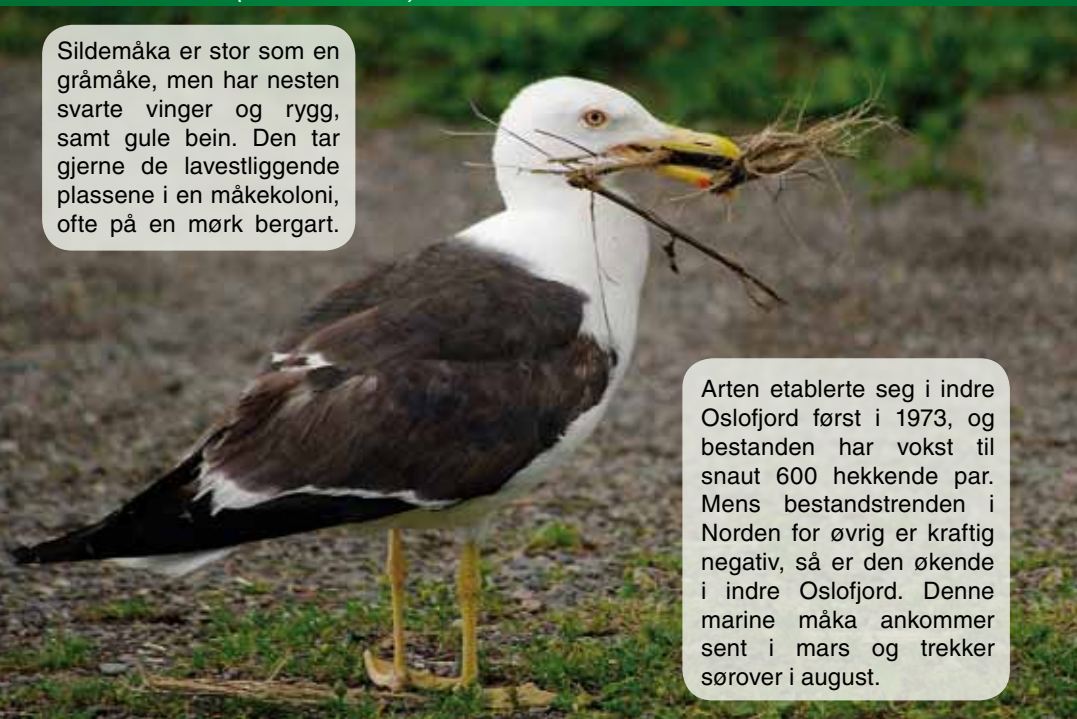 Sildemåka er stor som en
gråmåke, men har nesten
svarte vinger og rygg,
samt gule bein. Den tar
gjerne de lavestliggende
plassene i en måkekoloni,
ofte på en mørk bergart.
Arten etablerte seg i indre
Oslofjord først i 1973, og
bestanden har vokst til
snaut 600 hekkende par.
Mens bestandstrenden i
Norden for øvrig er kraftig
negativ, så er den økende
i indre Oslofjord. Denne
marine måka ankommer
sent i mars og trekker
sørover i august.